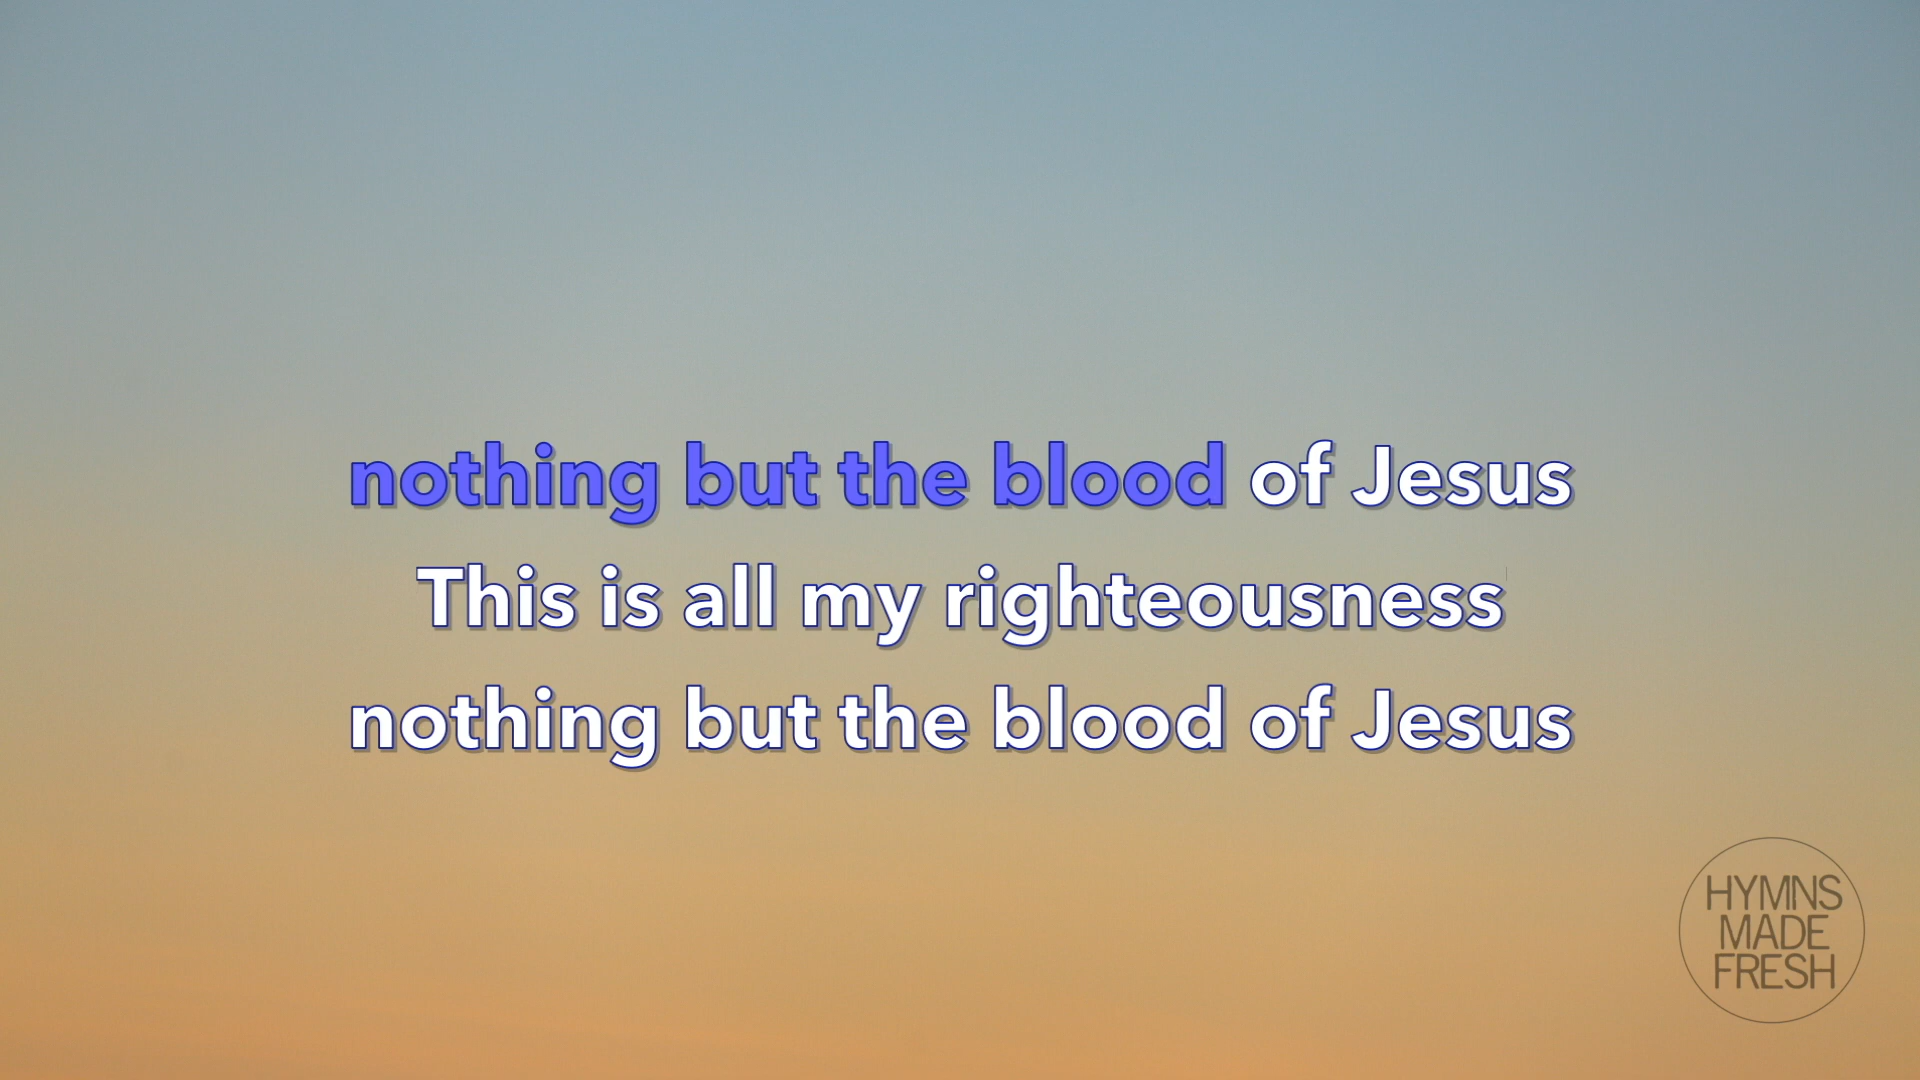 nothing but the blood of Jesus
This is all my righteousness
nothing but the blood of Jesus
HYMNS
MADE
FRESH